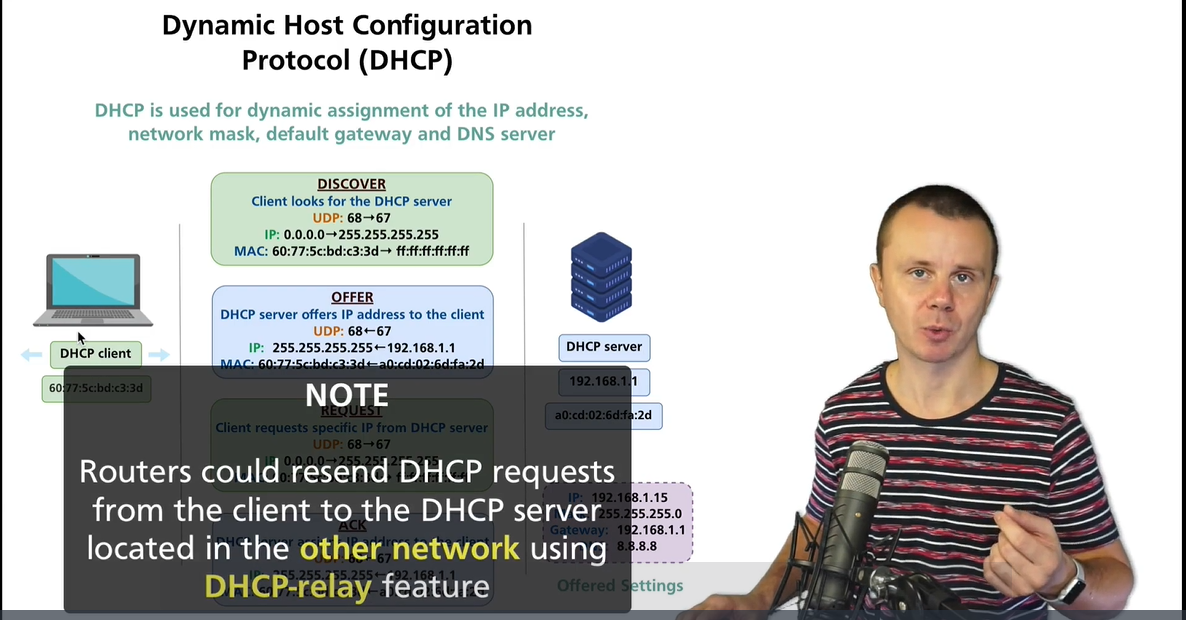 Dynamic Host Configuration
Protocol (DHCP)
DHCP is used for dynamic assignment of the IP address,
network mask, default gateway and DNS server
DISCOVER
Client looks for the DHCP server
UDP: 68→67
IP: 0.0.0.0→255.255.255.255
MAC: 60:77:5c:bd:c3:3d→ ff:ff:ff:ff:ff:ff
OFFER
DHCP server offers IP address to the client
UDP: 68←67
IP: 255.255.255.255←192.168.1.1
MAC: 60:77:5c:bd:c3:3d←a0:cd:02:6d:fa:2d
DHCP client
60:77:5c:bd:c3:3d
DHCP server
192.168.1.1
a0:cd:02:6d:fa:2d
REQUEST
Client requests specific IP from DHCP server
UDP: 68→67
IP: 0.0.0.0→255.255.255.255
ACK
IP: 255.255.255.255←192.168.1.1
IP: 192.168.1.15
255.255.255.0
Gateway: 192.168.1.1
8.8.8.8
Offered Settings
NOTE
Routers could resend DHCP requests
from the client to the DHCP server
located in the other network using
DHCP-relay feature